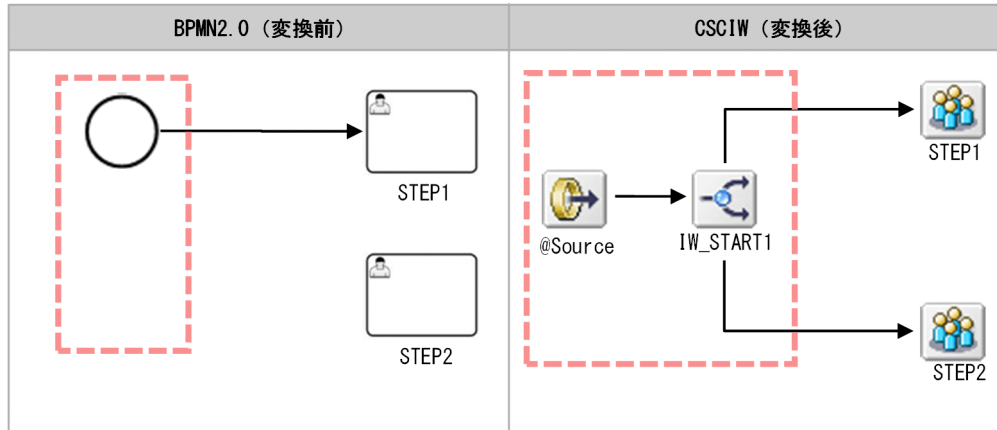 BPMN2.0 (変換前)
CSCIW (変換後)
STEP1
STEP2
@Source
IW_START1
STEP1
STEP2